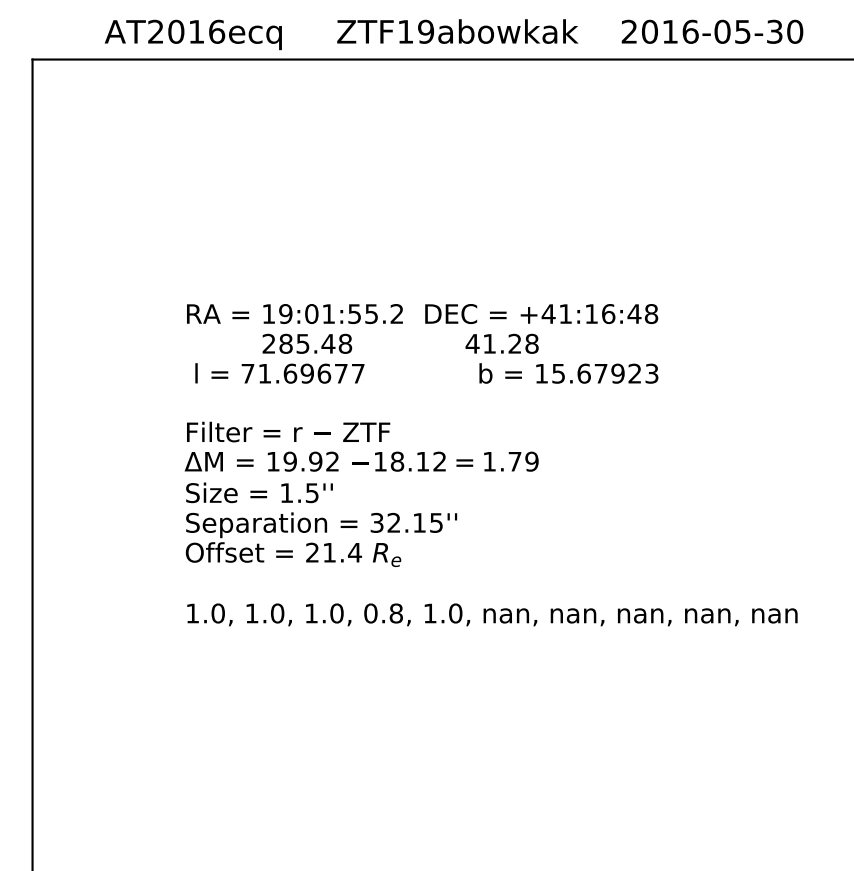 AT2016ecq ZTF19abowkak 2016-05-30
RA = 19:01:55.2 DEC = +41:16:48
285.48 41.28
l = 71.69677 b = 15.67923
Filter = r − ZTF
ΔM = 19.92 −18.12 = 1.79
Size = 1.5''
Separation = 32.15''
Offset = 21.4 Rₑ
1.0, 1.0, 1.0, 0.8, 1.0, nan, nan, nan, nan, nan